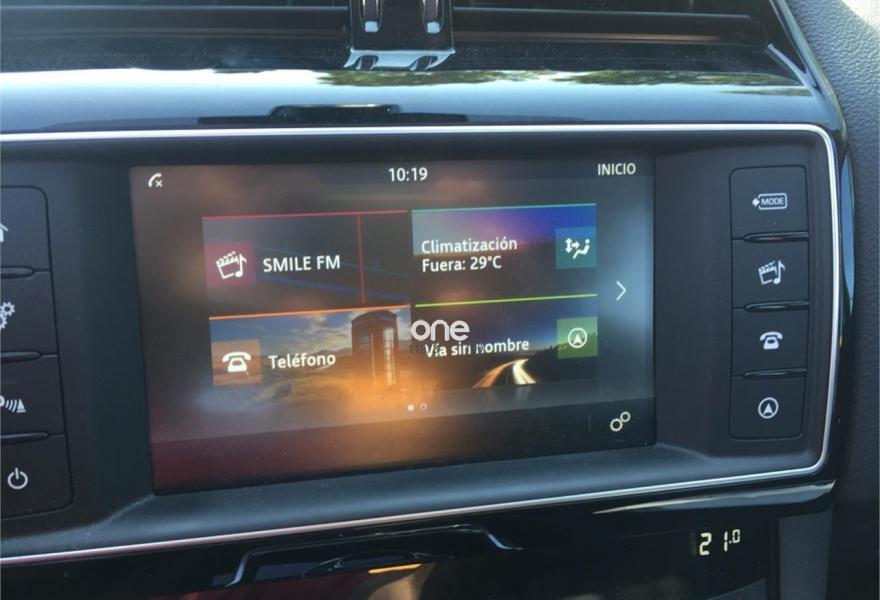 10:19
INICIO
SMILE FM
Climatización
Fuera: 29°C
Teléfono
one
Vía sin nombre
MODE
21.0